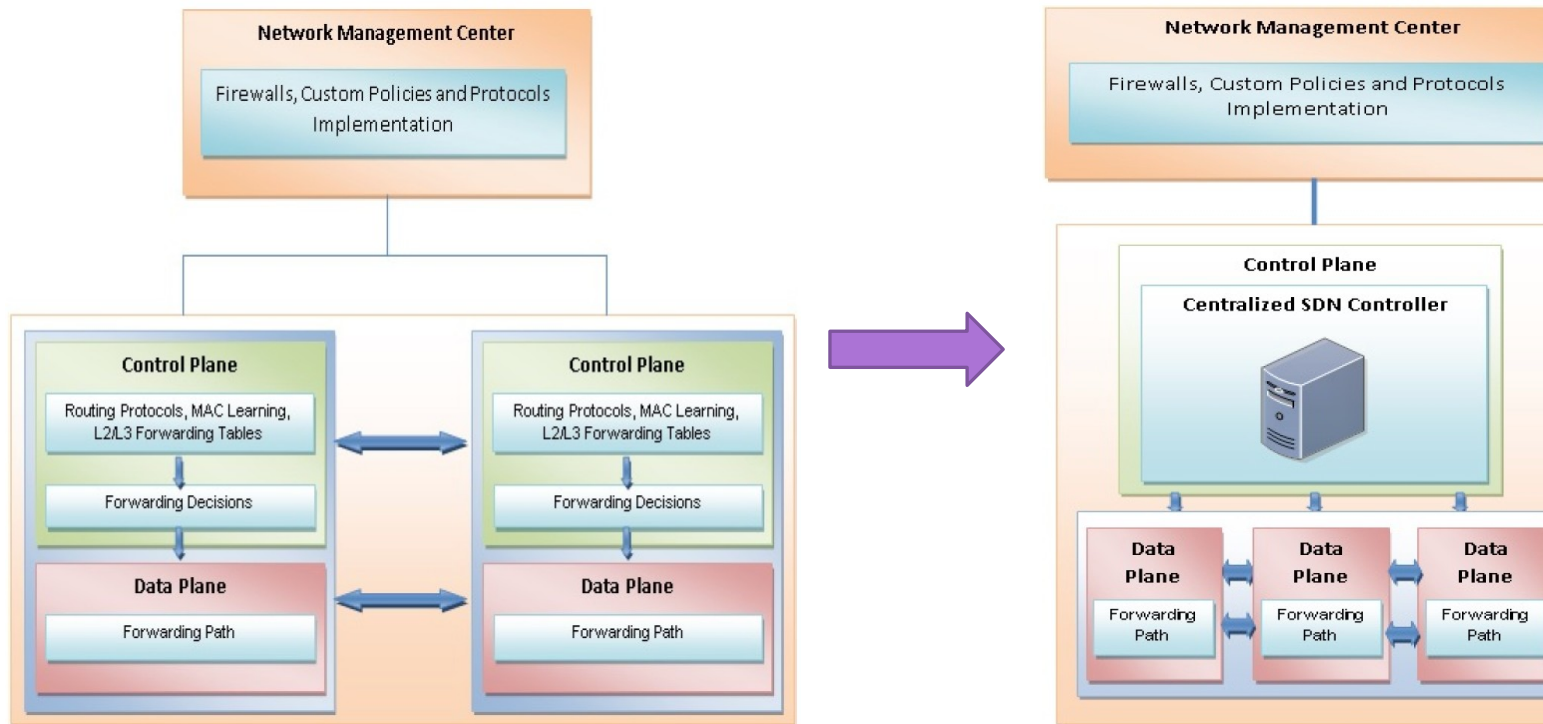 Network Management Center
Firewalls, Custom Policies and Protocols
Implementation
Control Plane
Routing Protocols, MAC Learning,
L2/L3 Forwarding Tables
Forwarding Decisions
Data Plane
Forwarding Path
Control Plane
Routing Protocols, MAC Learning,
L2/L3 Forwarding Tables
Forwarding Decisions
Data Plane
Forwarding Path
Network Management Center
Firewalls, Custom Policies and Protocols
Implementation
Control Plane
Centralized SDN Controller
Data
Plane
Forwarding
Path
Data
Plane
Forwarding
Path
Data
Plane
Forwarding
Path